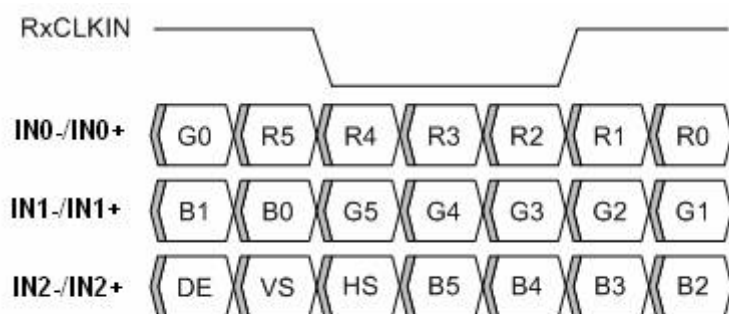 RxCLKIN
IN0-/IN0+ G0 R5 R4 R3 R2 R1 R0
IN1-/IN1+ B1 B0 G5 G4 G3 G2 G1
IN2-/IN2+ DE VS HS B5 B4 B3 B2